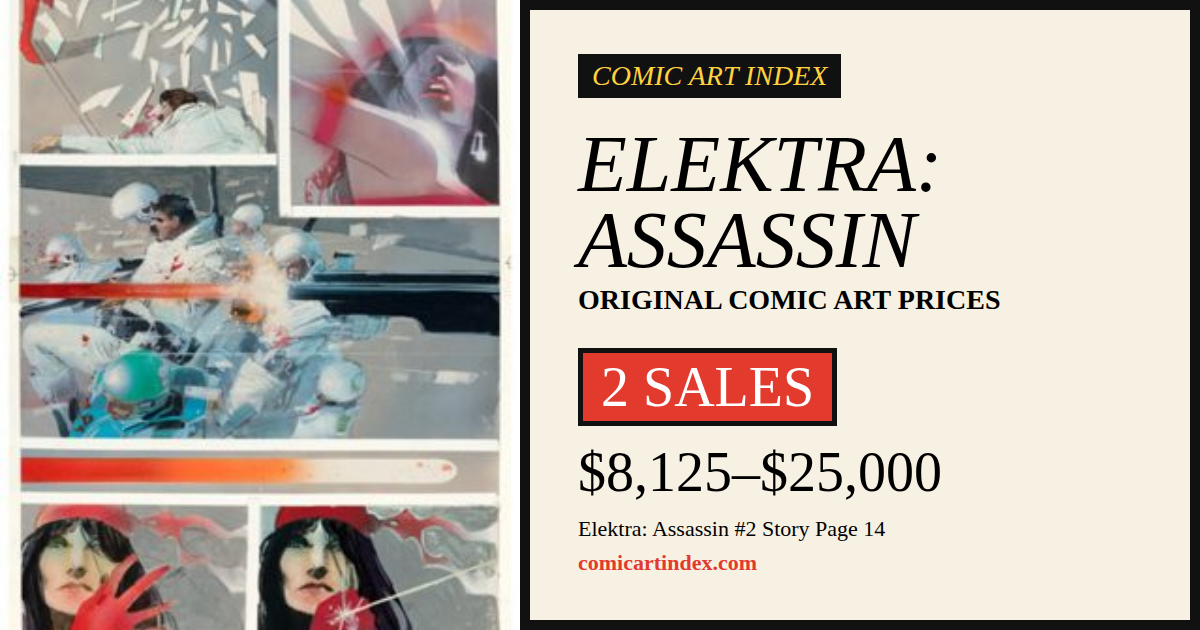 COMIC ART INDEX
ELEKTRA:
ASSASSIN
ORIGINAL COMIC ART PRICES
2 SALES
$8,125–$25,000
Elektra: Assassin #2 Story Page 14
comicartindex.com